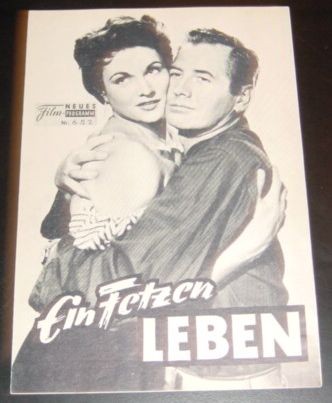 NEUES
Film-PROGRAMM
Ein Fetzen
LEBEN